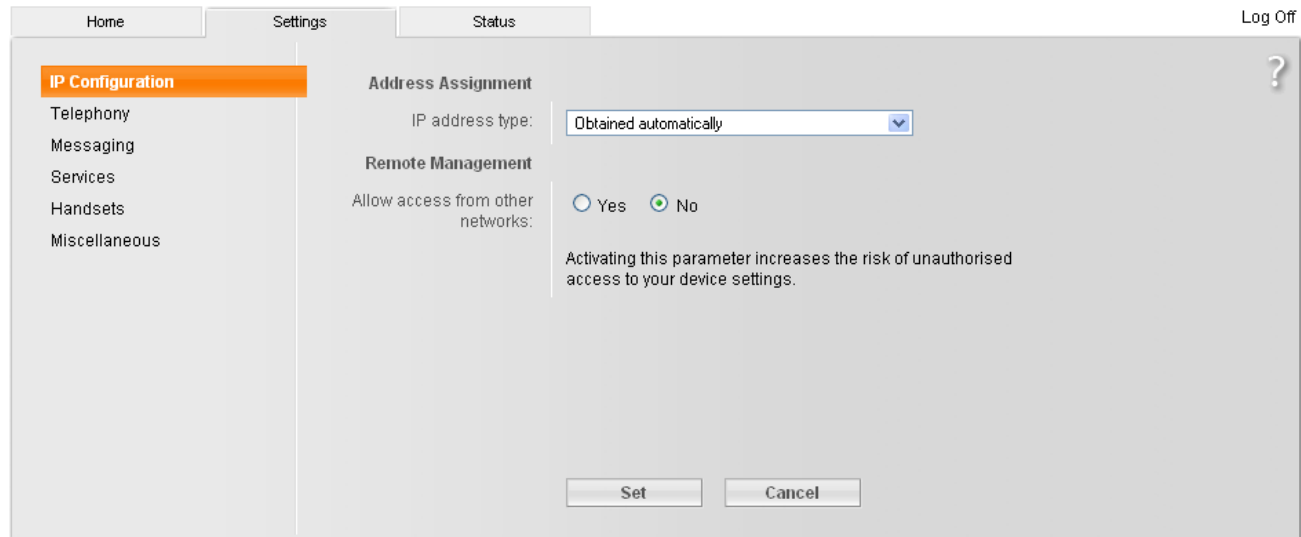 Home
Settings
Status
Log Off
IP Configuration
Telephony
Messaging
Services
Handsets
Miscellaneous
?
Address Assignment
IP address type:
Obtained automatically
Remote Management
Allow access from other
networks:
Yes
No
Activating this parameter increases the risk of unauthorised
access to your device settings.
Set
Cancel